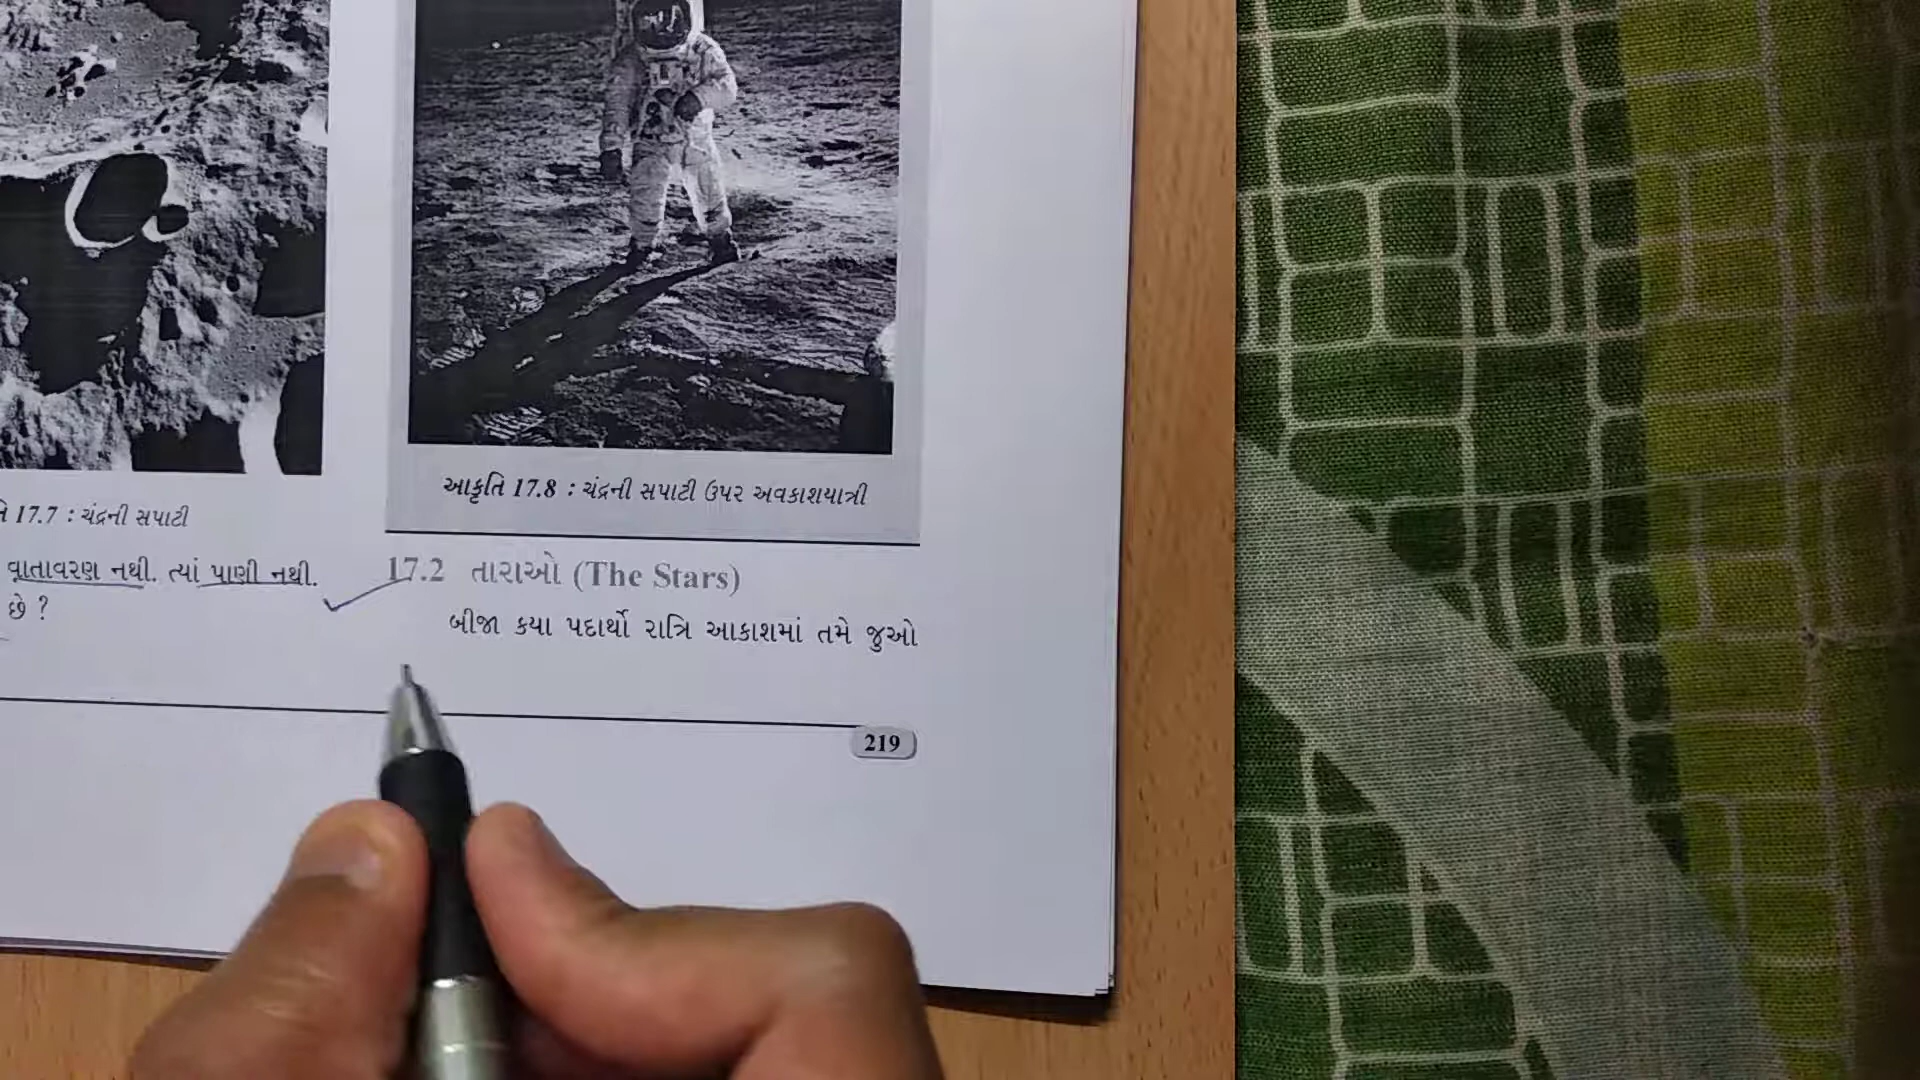 17.7 : ચંદ્રની સપાટી
વાતાવરણ નથી. ત્યાં પાણી નથી.
છે ?
આકૃતિ 17.8 : ચંદ્રની સપાટી ઉપર અવકાશયાત્રી
17.2 તારાઓ (The Stars)
બીજા કયા પદાર્થો રાત્રિ આકાશમાં તમે જુઓ
219